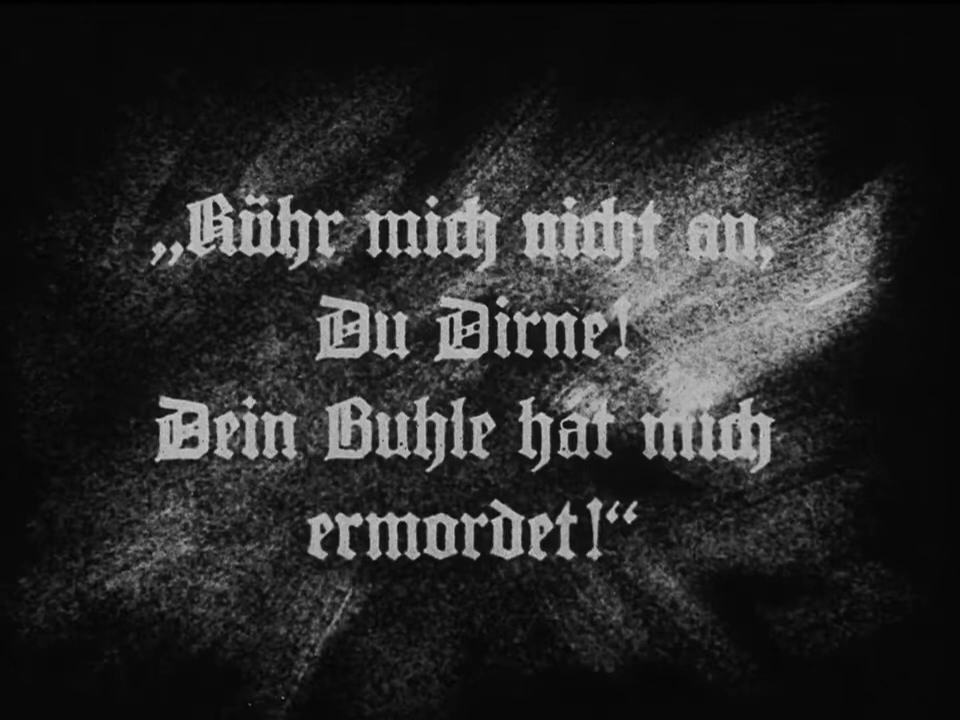 „Rühr mich nicht an,
Du Dirne!
Dein Buhle hat mich
ermordet!“